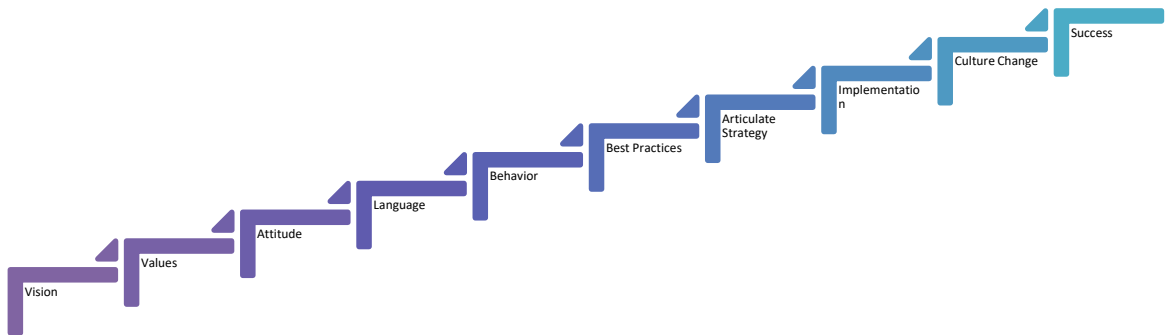 Vision
Values
Attitude
Language
Behavior
Best Practices
Articulate
Strategy
Implementatio
n
Culture Change
Success